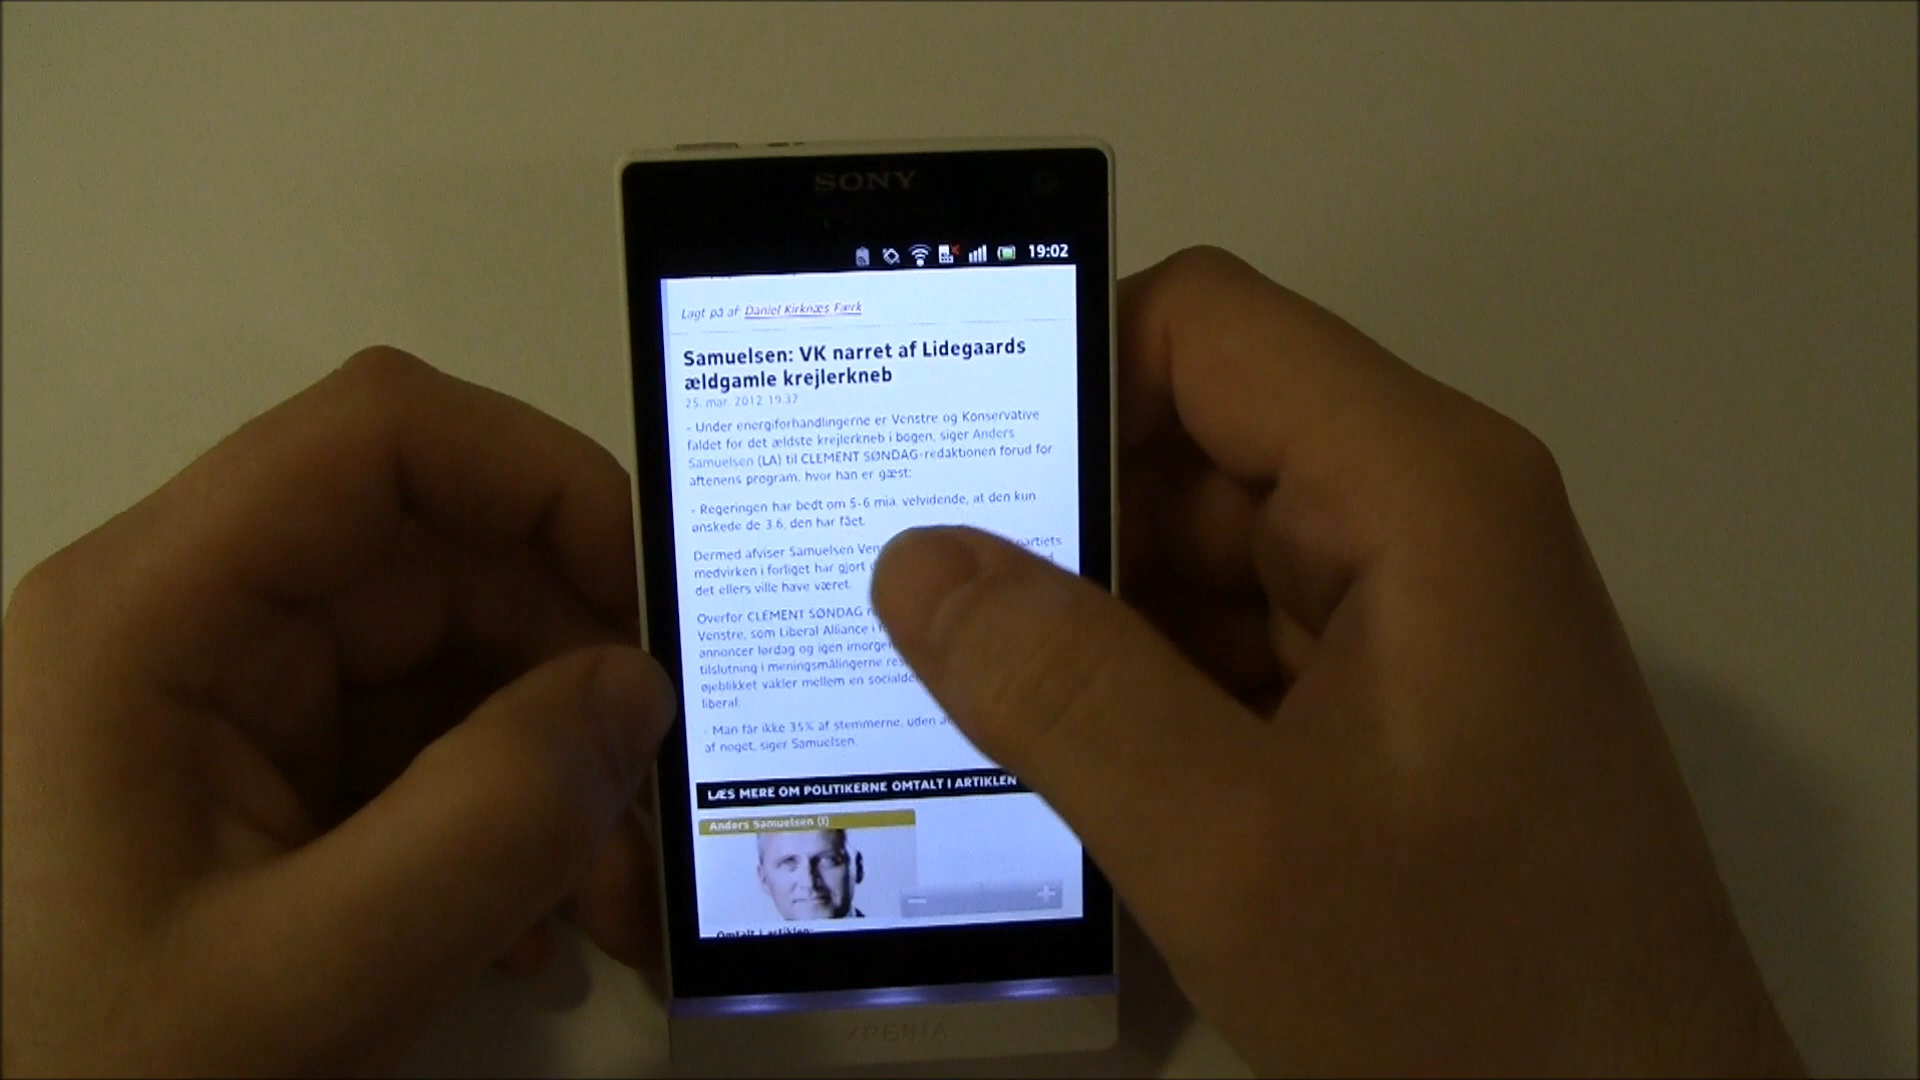 SONY
19:02
Lagt på af Daniel Kirknæs Færk
Samuelsen: VK narret af Lidegaards
ældgamle krejlerkneb
25. mar. 2012 19.37
- Under energiforhandlingerne er Venstre og Konservative
faldet for det ældste krejlerkneb i bogen, siger Anders
Samuelsen (LA) til CLEMENT SØNDAG-redaktionen forud for
aftenens program, hvor han er gæst:
- Regeringen har bedt om 5-6 mia. velvidende, at den kun
ønskede de 3.6, den har fået.
Dermed afviser Samuelsen
medvirken i forliget har gjort
det ellers ville have været.
Overfor CLEMENT SØNDAG
Venstre, som Liberal Alliance i
annoncer lørdag og igen
tilslutning i meningsmålingerne
øjeblikket vakler mellem en
liberal.
- Man får ikke 35% af stemmerne, uden
af noget, siger Samuelsen.
LÆS MERE OM POLITIKERNE OMTALT I ARTIKLEN
Anders Samuelsen (I)
Omtalt i artiklen:
XPERIA